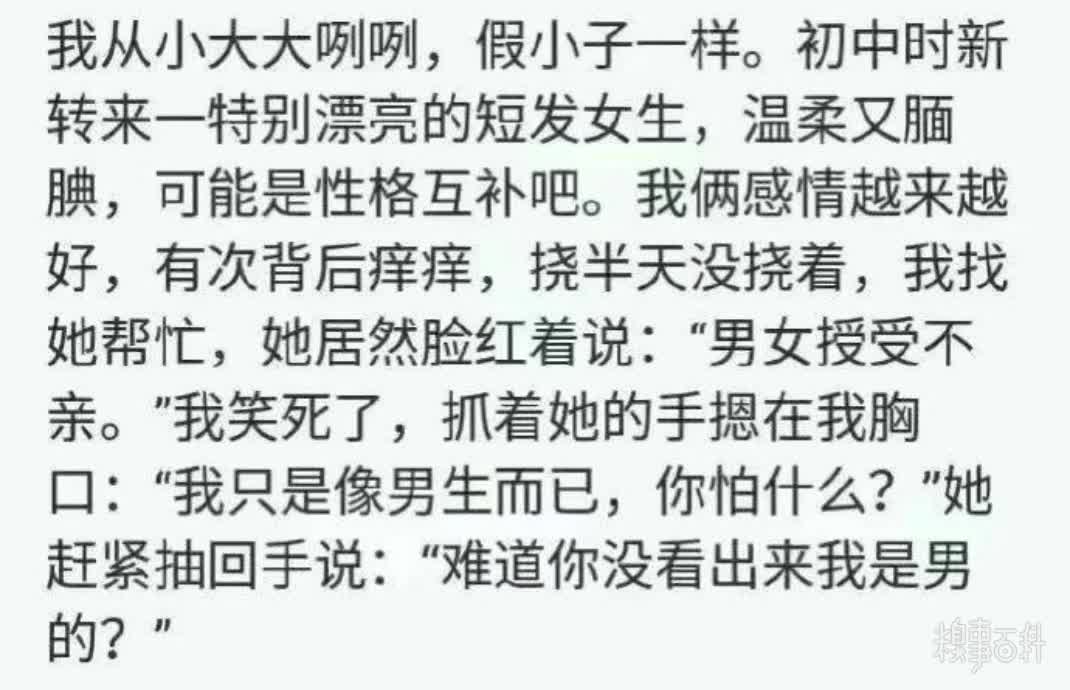 我从小大大咧咧，假小子一样。初中时新
转来一特别漂亮的短发女生，温柔又腼
腆，可能是性格互补吧。我俩感情越来越
好，有次背后痒痒，挠半天没挠着，我找
她帮忙，她居然脸红着说：“男女授受不
亲。”我笑死了，抓着她的手摁在我胸
口：“我只是像男生而已，你怕什么？”她
赶紧抽回手说：“难道你没看出来我是男
的？”
糗事百科